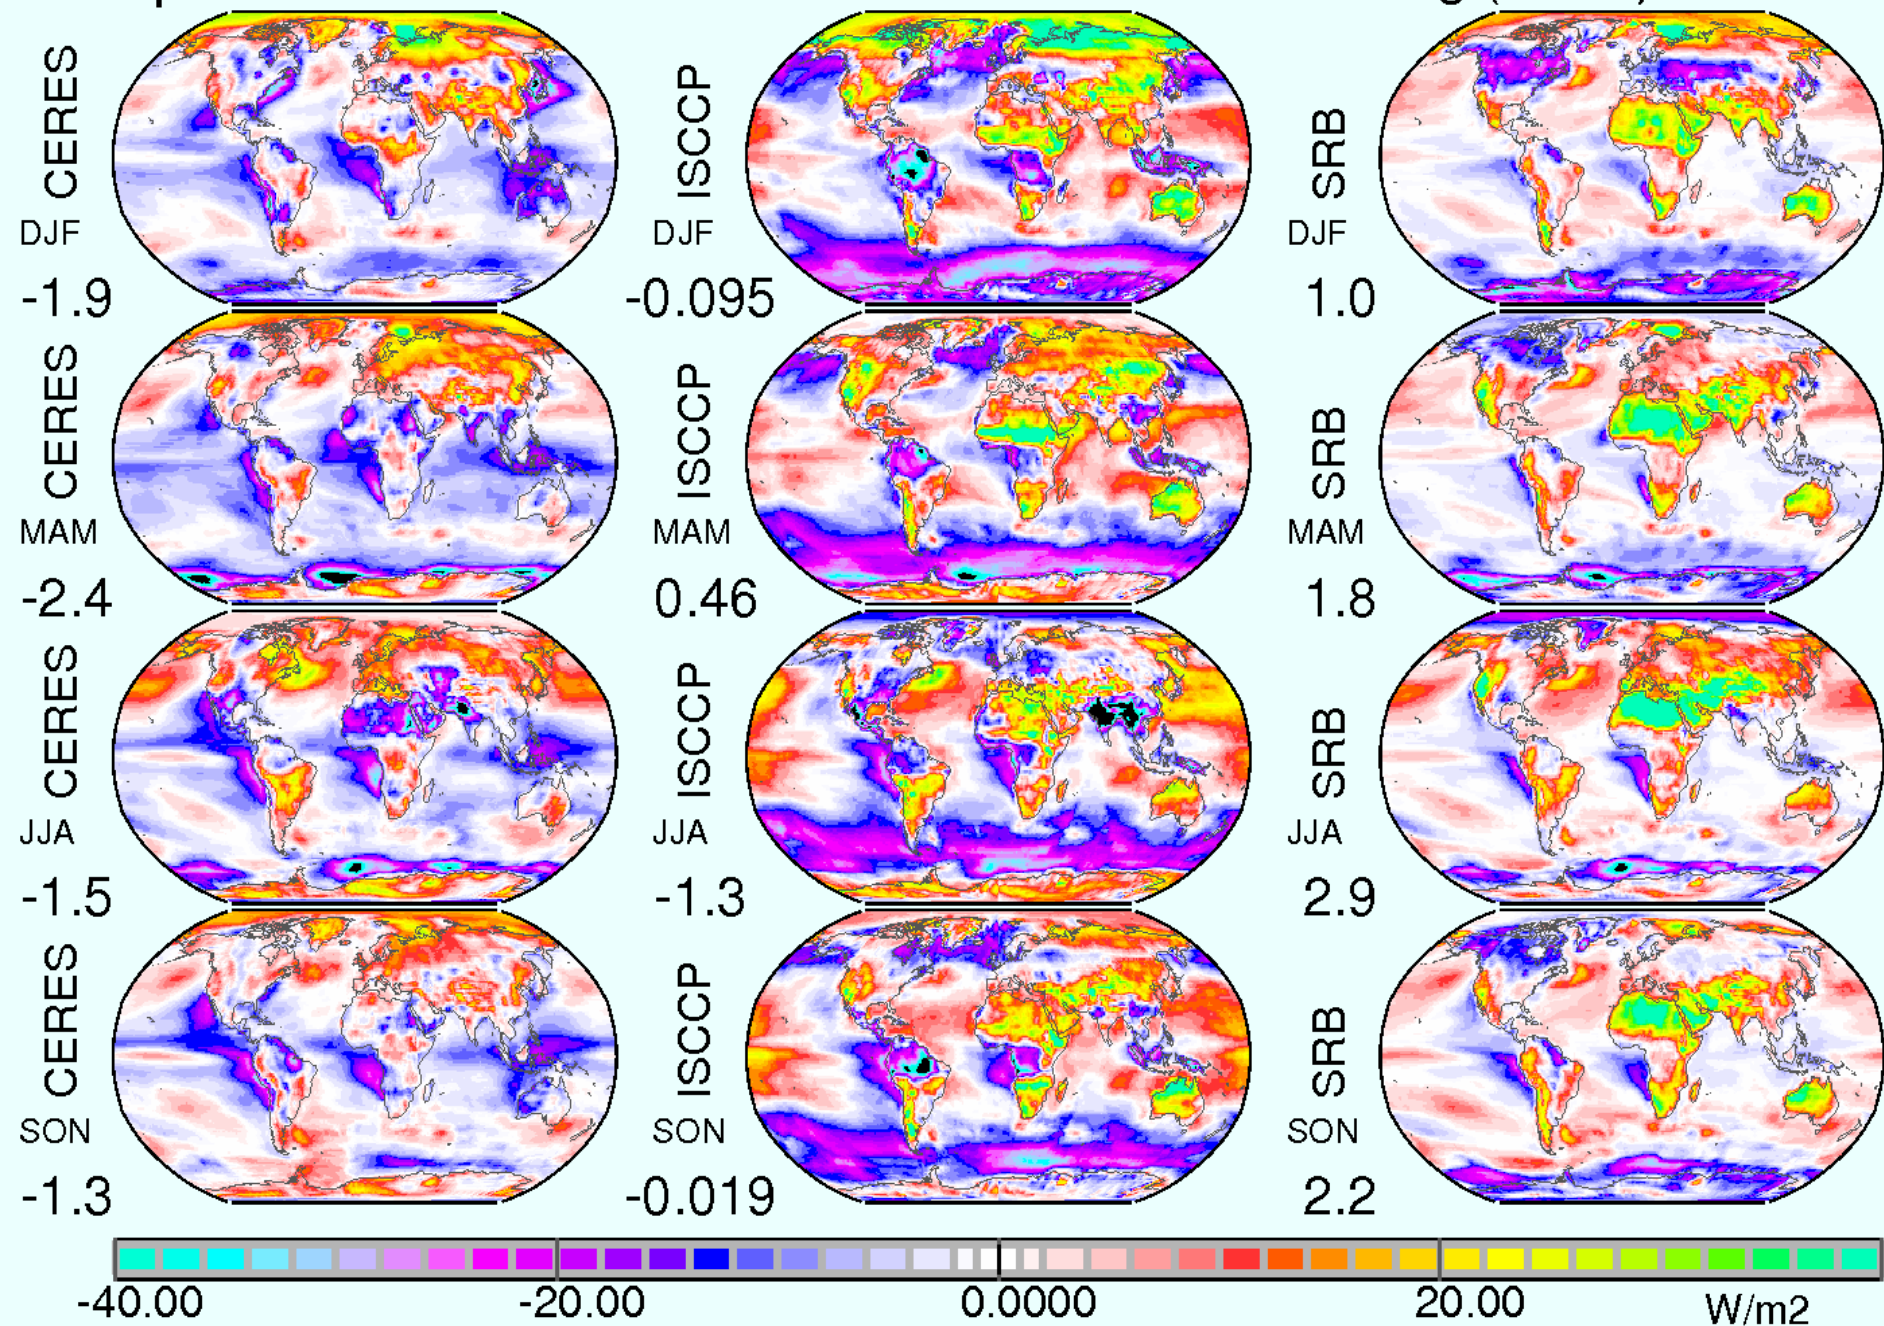 CERES DJF -1.9
ISCCP DJF -0.095
SRB DJF 1.0
CERES MAM -2.4
ISCCP MAM 0.46
SRB MAM 1.8
CERES JJA -1.5
ISCCP JJA -1.3
SRB JJA 2.9
CERES SON -1.3
ISCCP SON -0.019
SRB SON 2.2
-40.00 -20.00 0.0000 20.00 W/m2